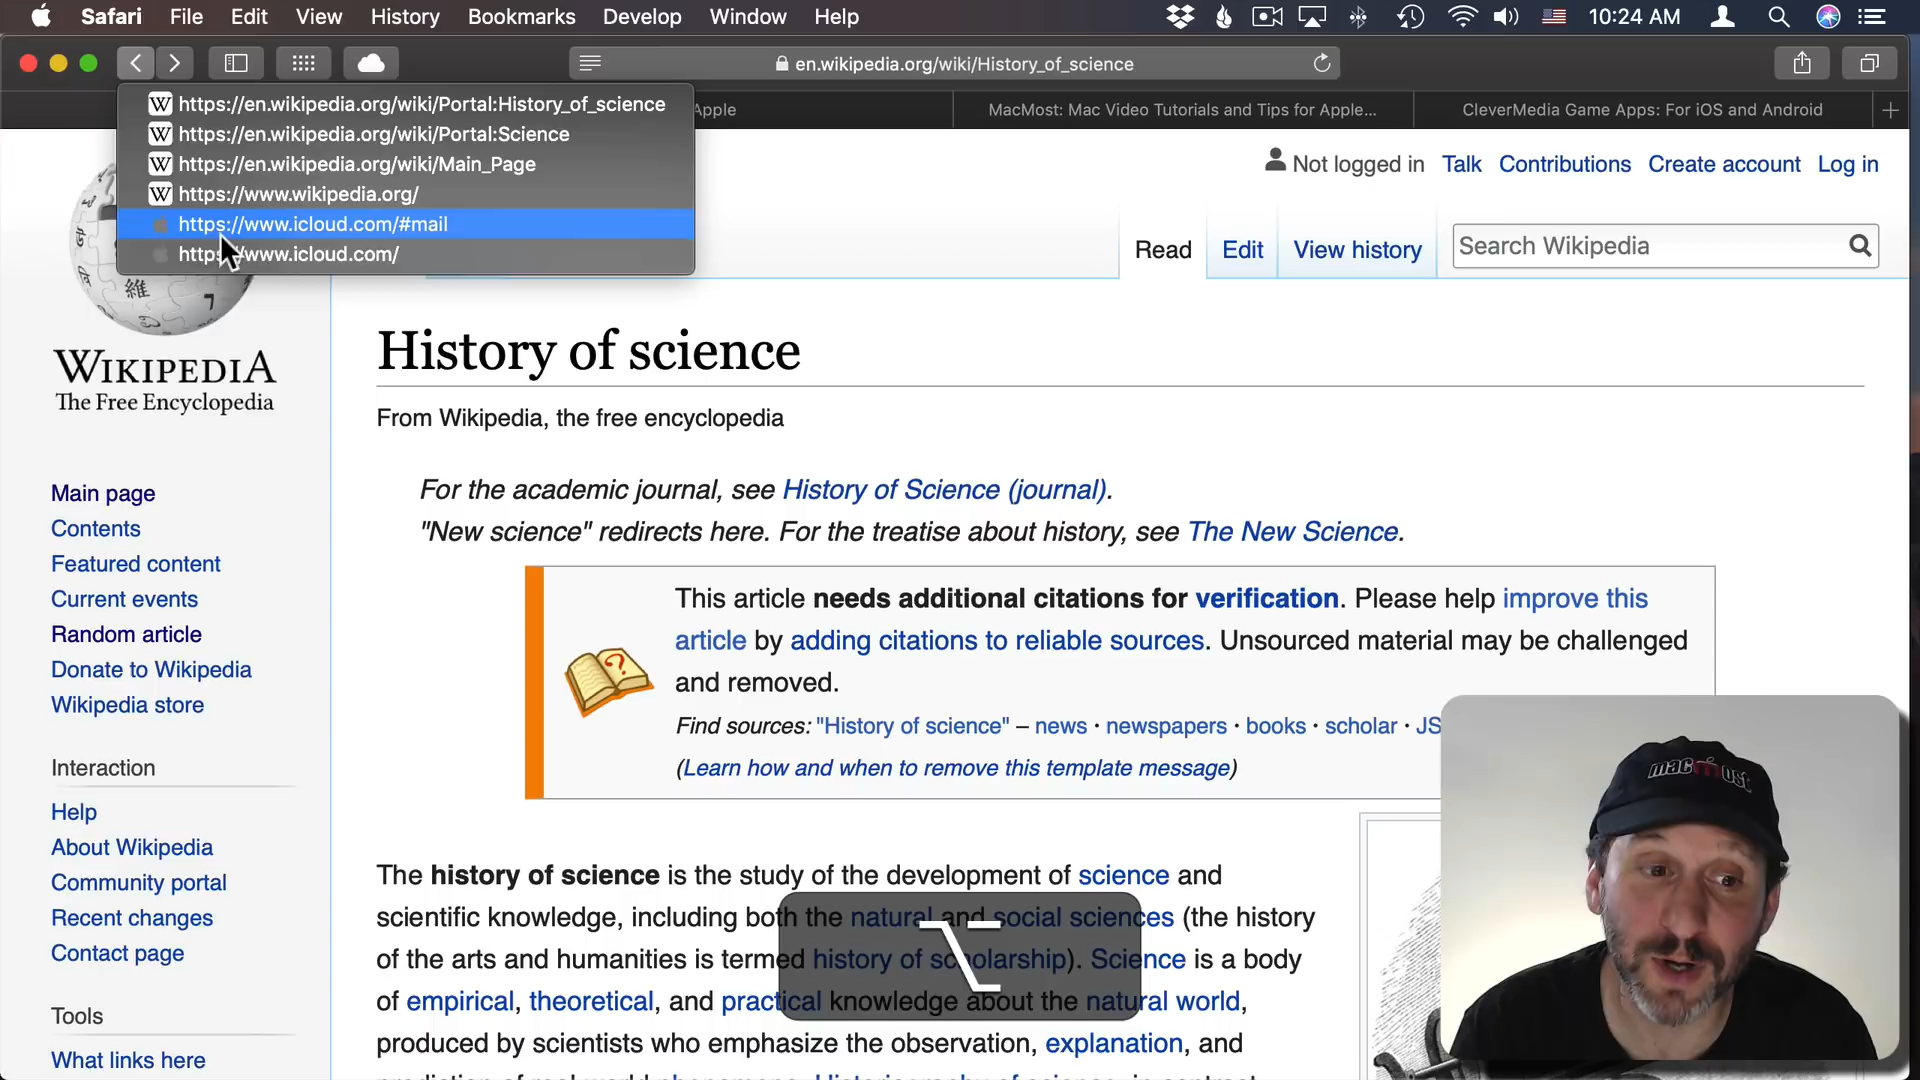 Safari File Edit View History Bookmarks Develop Window Help 10:24 AM
en.wikipedia.org/wiki/History_of_science
https://en.wikipedia.org/wiki/Portal:History_of_science
https://en.wikipedia.org/wiki/Portal:Science
https://en.wikipedia.org/wiki/Main_Page
https://www.wikipedia.org/
https://www.icloud.com/#mail
https://www.icloud.com/
Apple
MacMost: Mac Video Tutorials and Tips for Apple...
CleverMedia Game Apps: For iOS and Android
Not logged in Talk Contributions Create account Log in
Read Edit View history Search Wikipedia
WIKIPEDIA
The Free Encyclopedia
Main page
Contents
Featured content
Current events
Random article
Donate to Wikipedia
Wikipedia store
Interaction
Help
About Wikipedia
Community portal
Recent changes
Contact page
Tools
What links here
History of science
From Wikipedia, the free encyclopedia
For the academic journal, see History of Science (journal).
"New science" redirects here. For the treatise about history, see The New Science.
This article needs additional citations for verification. Please help improve this
article by adding citations to reliable sources. Unsourced material may be challenged
and removed.
Find sources: "History of science" – news · newspapers · books · scholar · JS
(Learn how and when to remove this template message)
The history of science is the study of the development of science and
scientific knowledge, including both the natural and social sciences (the history
of the arts and humanities is termed history of scholarship). Science is a body
of empirical, theoretical, and practical knowledge about the natural world,
produced by scientists who emphasize the observation, explanation, and
macmost